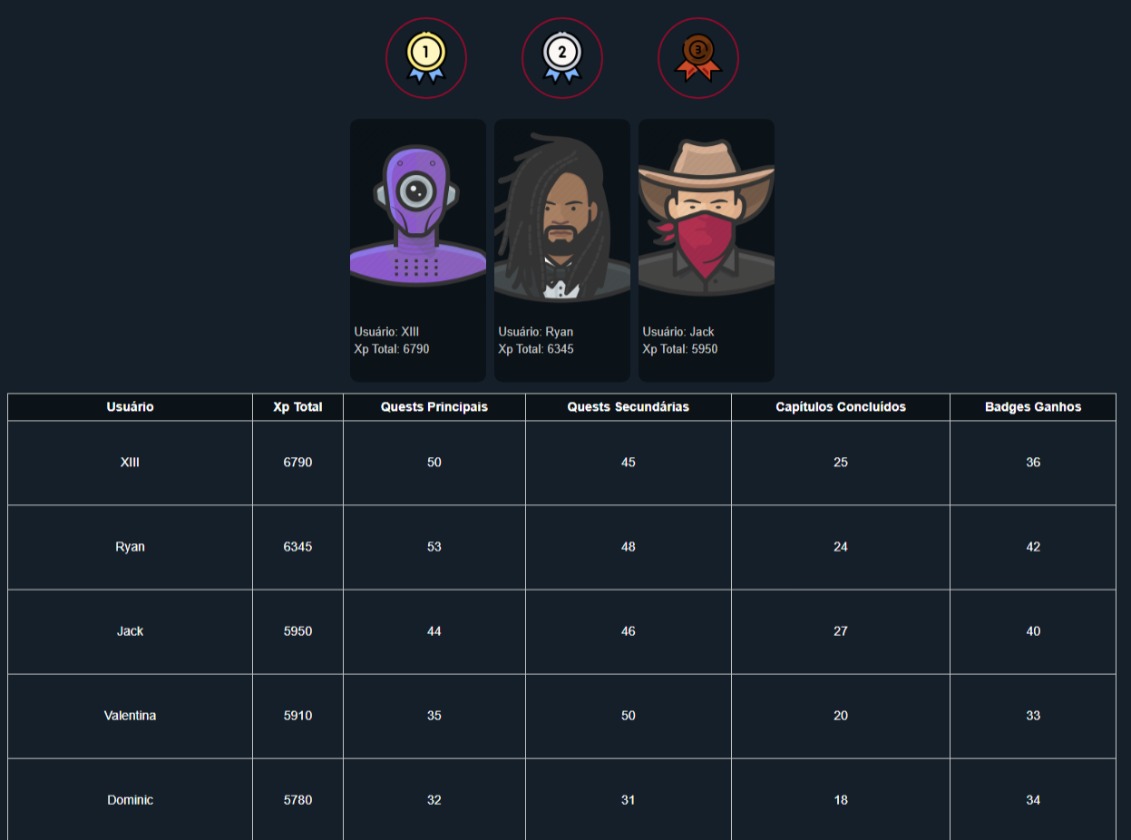 1 2 3
Usuário: XIII
Xp Total: 6790
Usuário: Ryan
Xp Total: 6345
Usuário: Jack
Xp Total: 5950
Usuário Xp Total Quests Principais Quests Secundárias Capítulos Concluídos Badges Ganhos
XIII 6790 50 45 25 36
Ryan 6345 53 48 24 42
Jack 5950 44 46 27 40
Valentina 5910 35 50 20 33
Dominic 5780 32 31 18 34